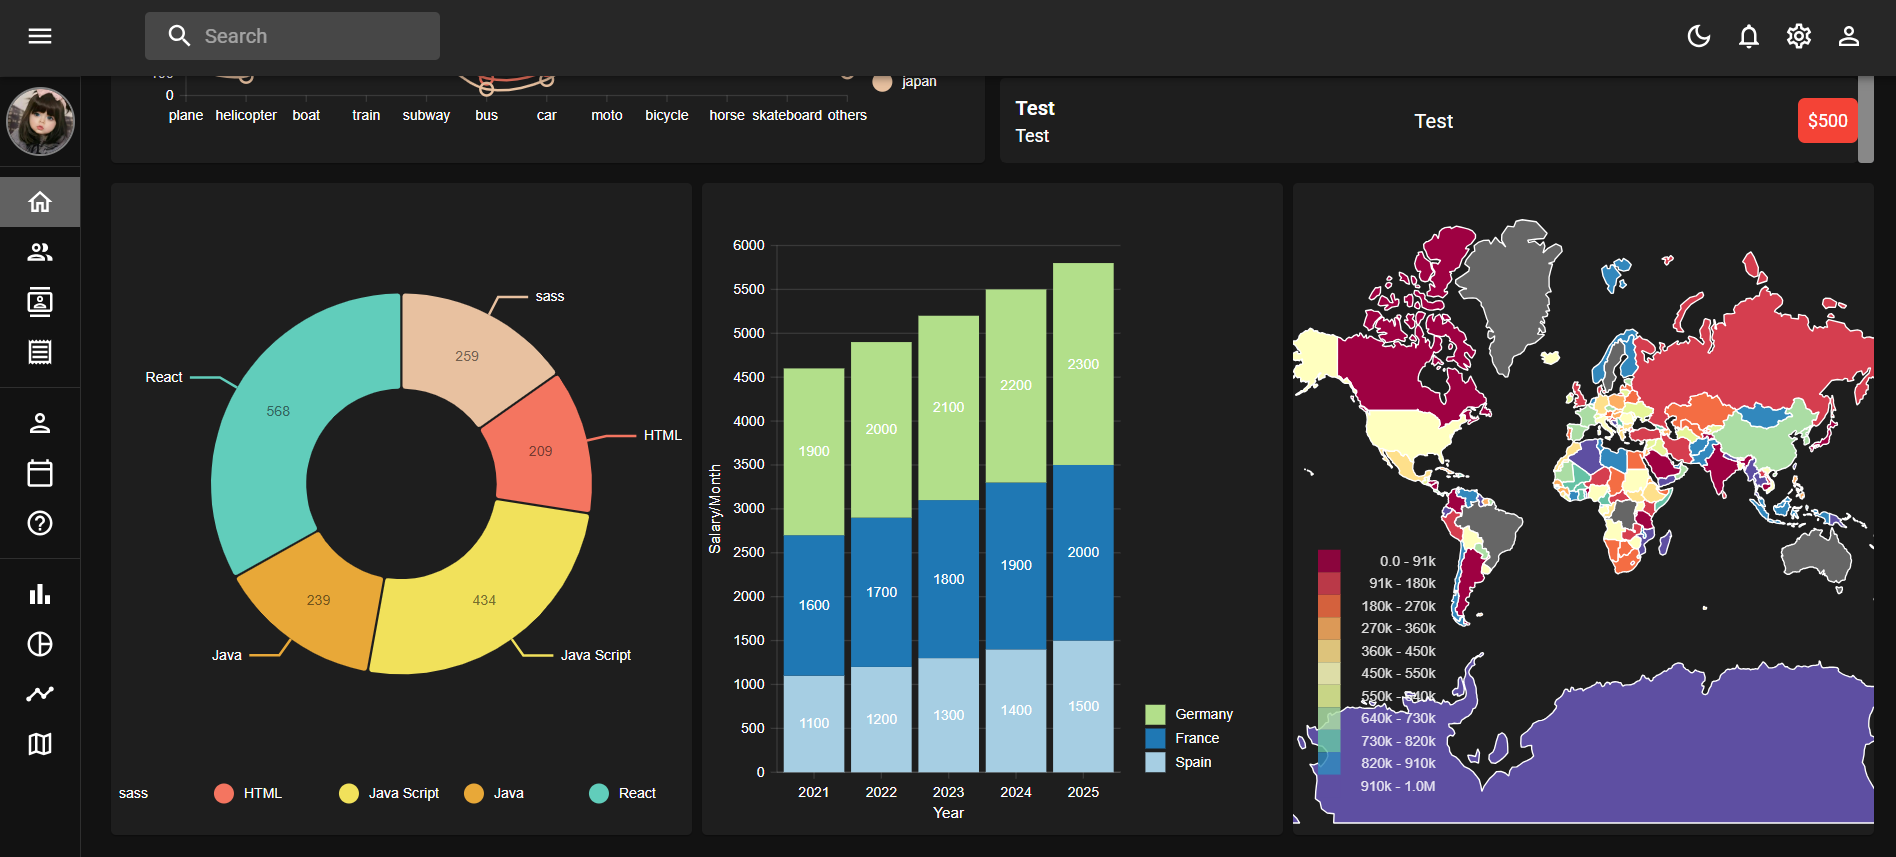 Search
0
japan
plane helicopter boat train subway bus car moto bicycle horse skateboard others
Test
Test
Test
$500
sass
259
React
568
HTML
209
239
434
Java
Java Script
sass HTML Java Script Java React
6000
5500
5000
4500
4000
3500
3000
2500
2000
1500
1000
500
0
Salary/Month
1900 2000 2100 2200 2300
1600 1700 1800 1900 2000
1100 1200 1300 1400 1500
2021 2022 2023 2024 2025
Year
Germany
France
Spain
0.0 - 91k
91k - 180k
180k - 270k
270k - 360k
360k - 450k
450k - 550k
550k - 640k
640k - 730k
730k - 820k
820k - 910k
910k - 1.0M